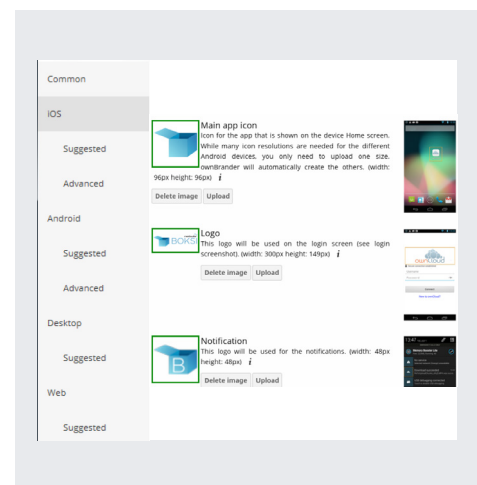 Common
iOS
Suggested
Advanced
Android
Suggested
Advanced
Desktop
Suggested
Web
Suggested
Main app icon
Icon for the app that is shown on the device Home screen.
While many icon resolutions are needed for the different
Android devices, you only need to upload one size.
ownBrander will automatically create the others. (width:
96px height: 96px) i
Delete image Upload
BOKSI
Logo
This logo will be used on the login screen (see login
screenshot). (width: 300px height: 149px) i
Delete image Upload
ownCloud
B
Notification
This logo will be used for the notifications. (width: 48px
height: 48px) i
Delete image Upload
13:47